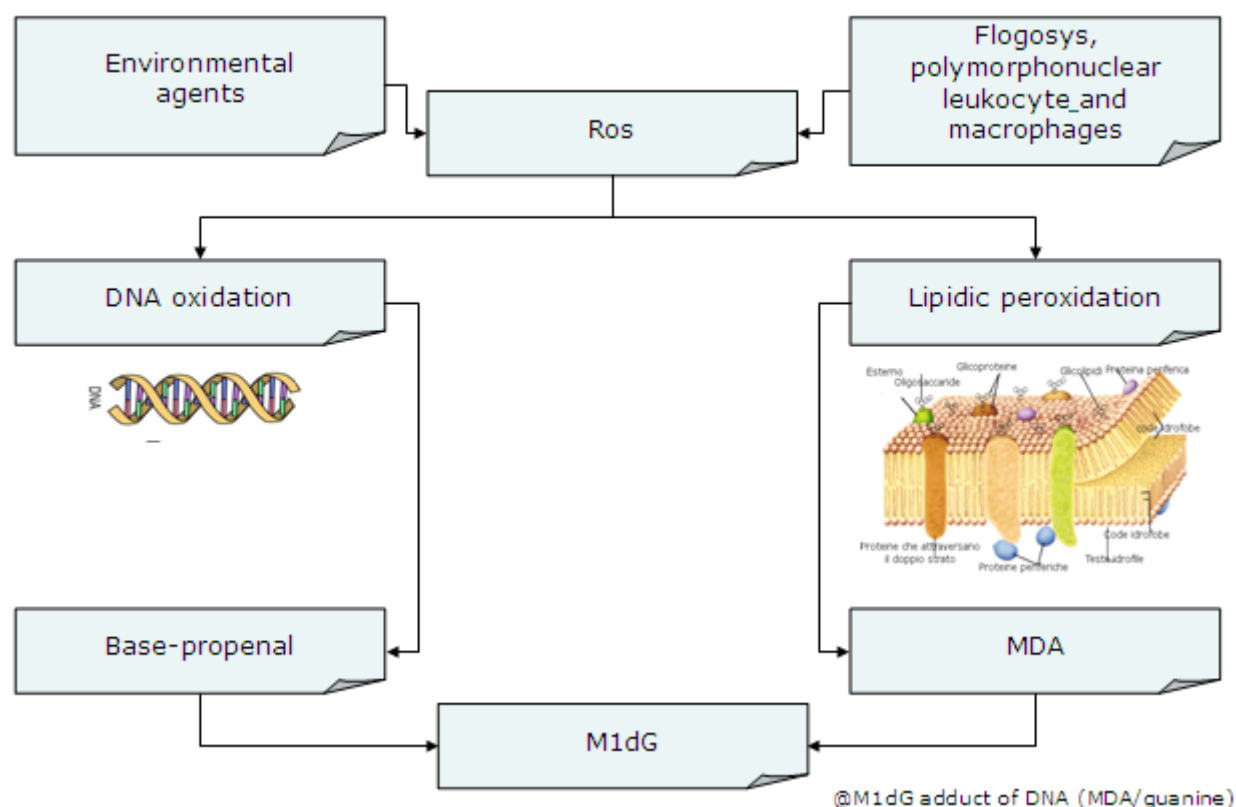 Environmental
agents
Flogosys,
polymorphonuclear
leukocyte_and
macrophages
Ros
DNA oxidation
Lipidic peroxidation
DNA
Esterno
Oligosaccaride
Glicoproteine
Glicolipidi
Proteina periferica
code idrofobe
Code idrofobe
Proteine che attraversano
il doppio strato
Proteine periferiche
Teste idrofile
Base-propenal
MDA
M1dG
@M1dG adduct of DNA (MDA/guanine)